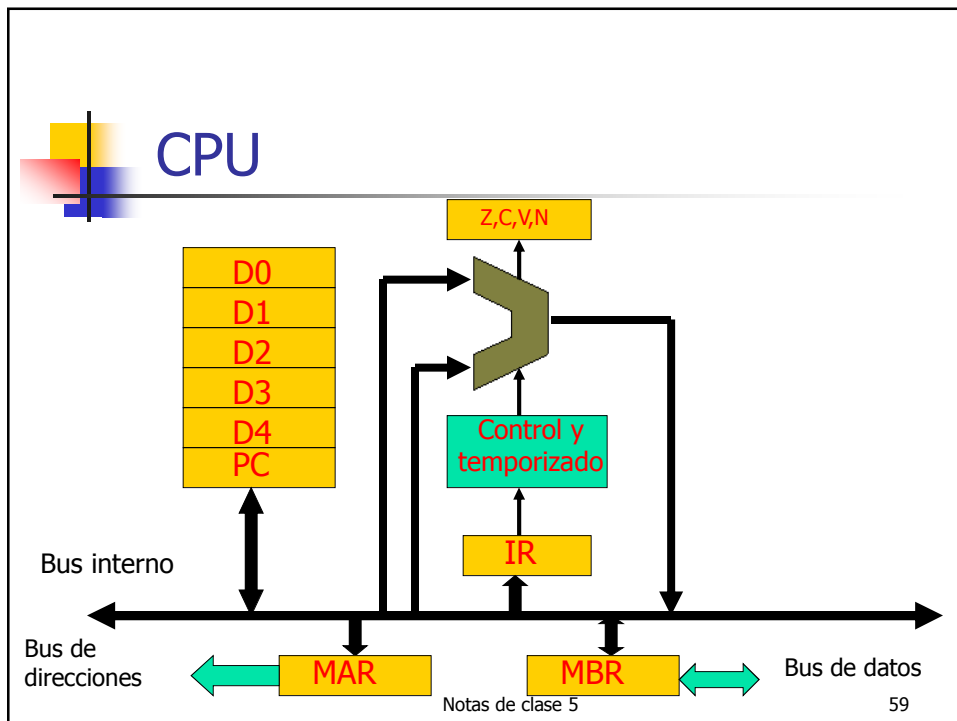 CPU
Z,C,V,N
D0
D1
D2
D3
D4
PC
Control y
temporizado
IR
Bus interno
Bus de
direcciones
MAR
MBR
Bus de datos
Notas de clase 5
59